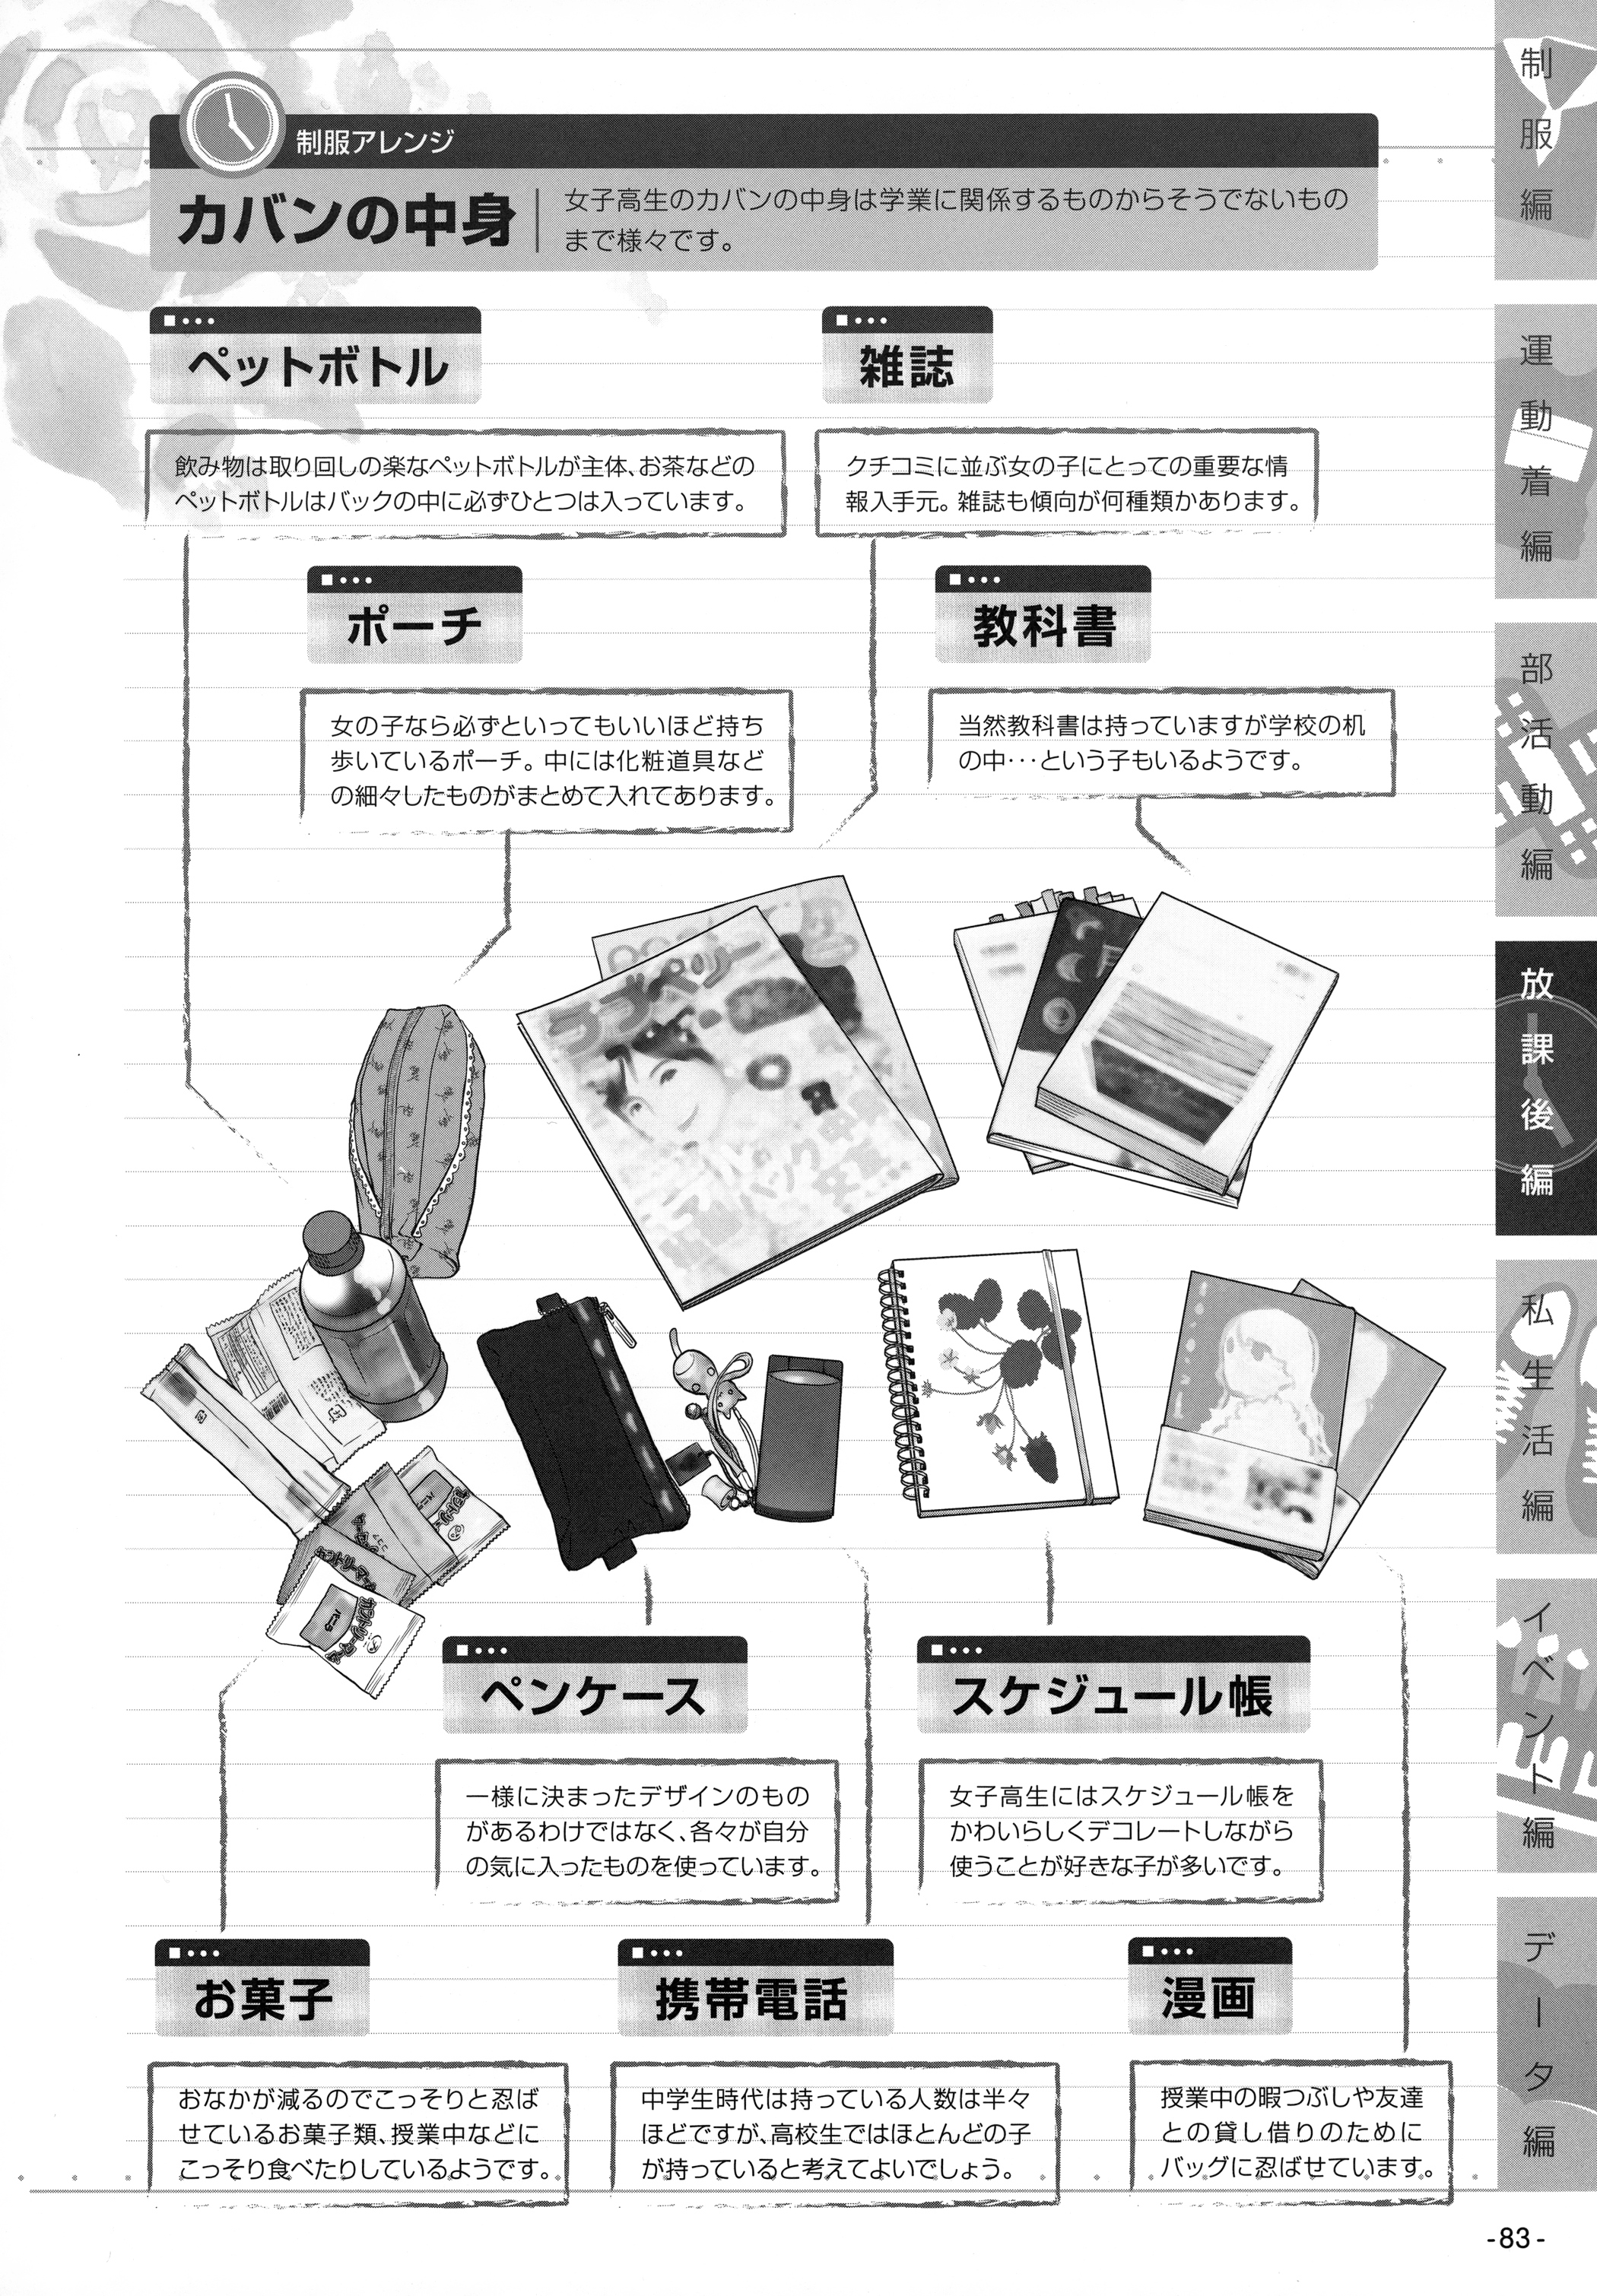 制服アレンジ
カバンの中身
女子高生のカバンの中身は学業に関係するものからそうでないもの
まで様々です。
ペットボトル
飲み物は取り回しの楽なペットボトルが主体、お茶などの
ペットボトルはバックの中に必ずひとつは入っています。
雑誌
クチコミに並ぶ女の子にとっての重要な情
報入手元。雑誌も傾向が何種類かあります。
ポーチ
女の子なら必ずといってもいいほど持ち
歩いているポーチ。中には化粧道具など
の細々したものがまとめて入れてあります。
教科書
当然教科書は持っていますが学校の机
の中・・・という子もいるようです。
ラブベリー
カントリーマアム
ペンケース
一様に決まったデザインのもの
があるわけではなく、各々が自分
の気に入ったものを使っています。
スケジュール帳
女子高生にはスケジュール帳を
かわいらしくデコレートしながら
使うことが好きな子が多いです。
お菓子
おなかが減るのでこっそりと忍ば
せているお菓子類、授業中などに
こっそり食べたりしているようです。
携帯電話
中学生時代は持っている人数は半々
ほどですが、高校生ではほとんどの子
が持っていると考えてよいでしょう。
漫画
授業中の暇つぶしや友達
との貸し借りのために
バッグに忍ばせています。
制服編
運動着編
部活動編
放課後編
私生活編
イベント編
データ編
-83-